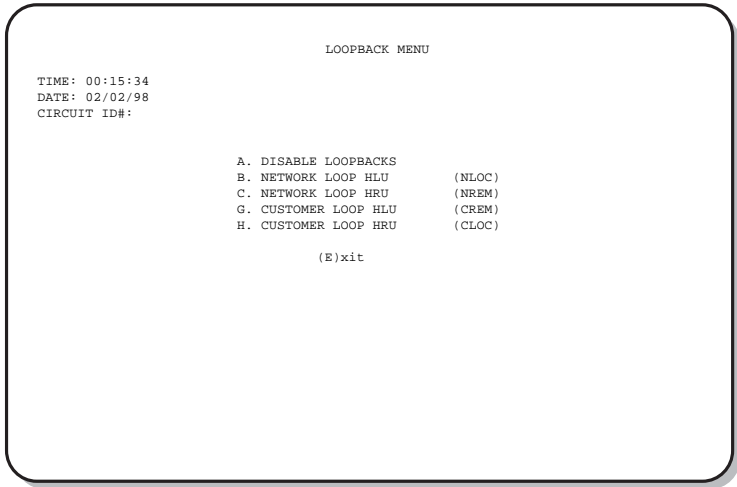 LOOPBACK MENU
TIME: 00:15:34
DATE: 02/02/98
CIRCUIT ID#:
A. DISABLE LOOPBACKS
B. NETWORK LOOP HLU (NLOC)
C. NETWORK LOOP HRU (NREM)
G. CUSTOMER LOOP HLU (CREM)
H. CUSTOMER LOOP HRU (CLOC)
(E)xit